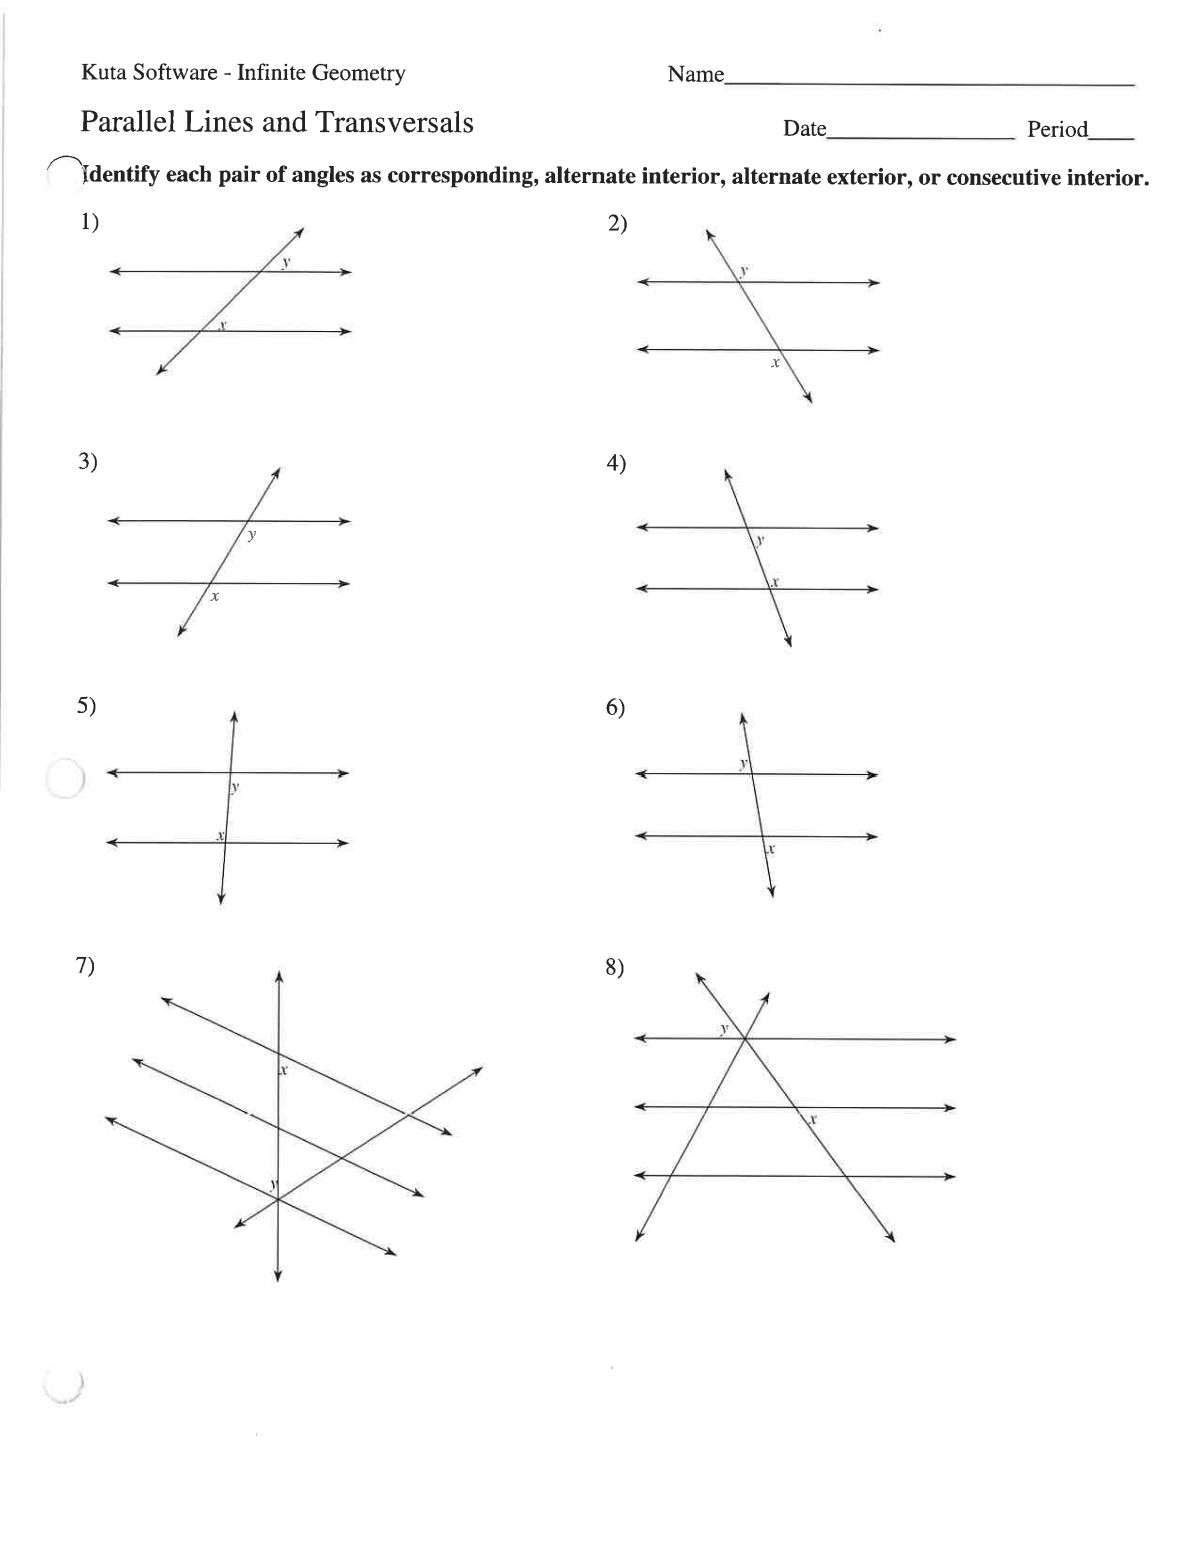 Kuta Software - Infinite Geometry
Name
Parallel Lines and Transversals
Date Period
Identify each pair of angles as corresponding, alternate interior, alternate exterior, or consecutive interior.
1)
y
x
2)
y
x
3)
y
x
4)
y
x
5)
y
x
6)
y
x
7)
x
y
8)
y
x